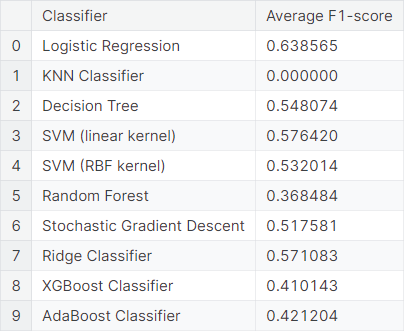 Classifier Average F1-score
0 Logistic Regression 0.638565
1 KNN Classifier 0.000000
2 Decision Tree 0.548074
3 SVM (linear kernel) 0.576420
4 SVM (RBF kernel) 0.532014
5 Random Forest 0.368484
6 Stochastic Gradient Descent 0.517581
7 Ridge Classifier 0.571083
8 XGBoost Classifier 0.410143
9 AdaBoost Classifier 0.421204